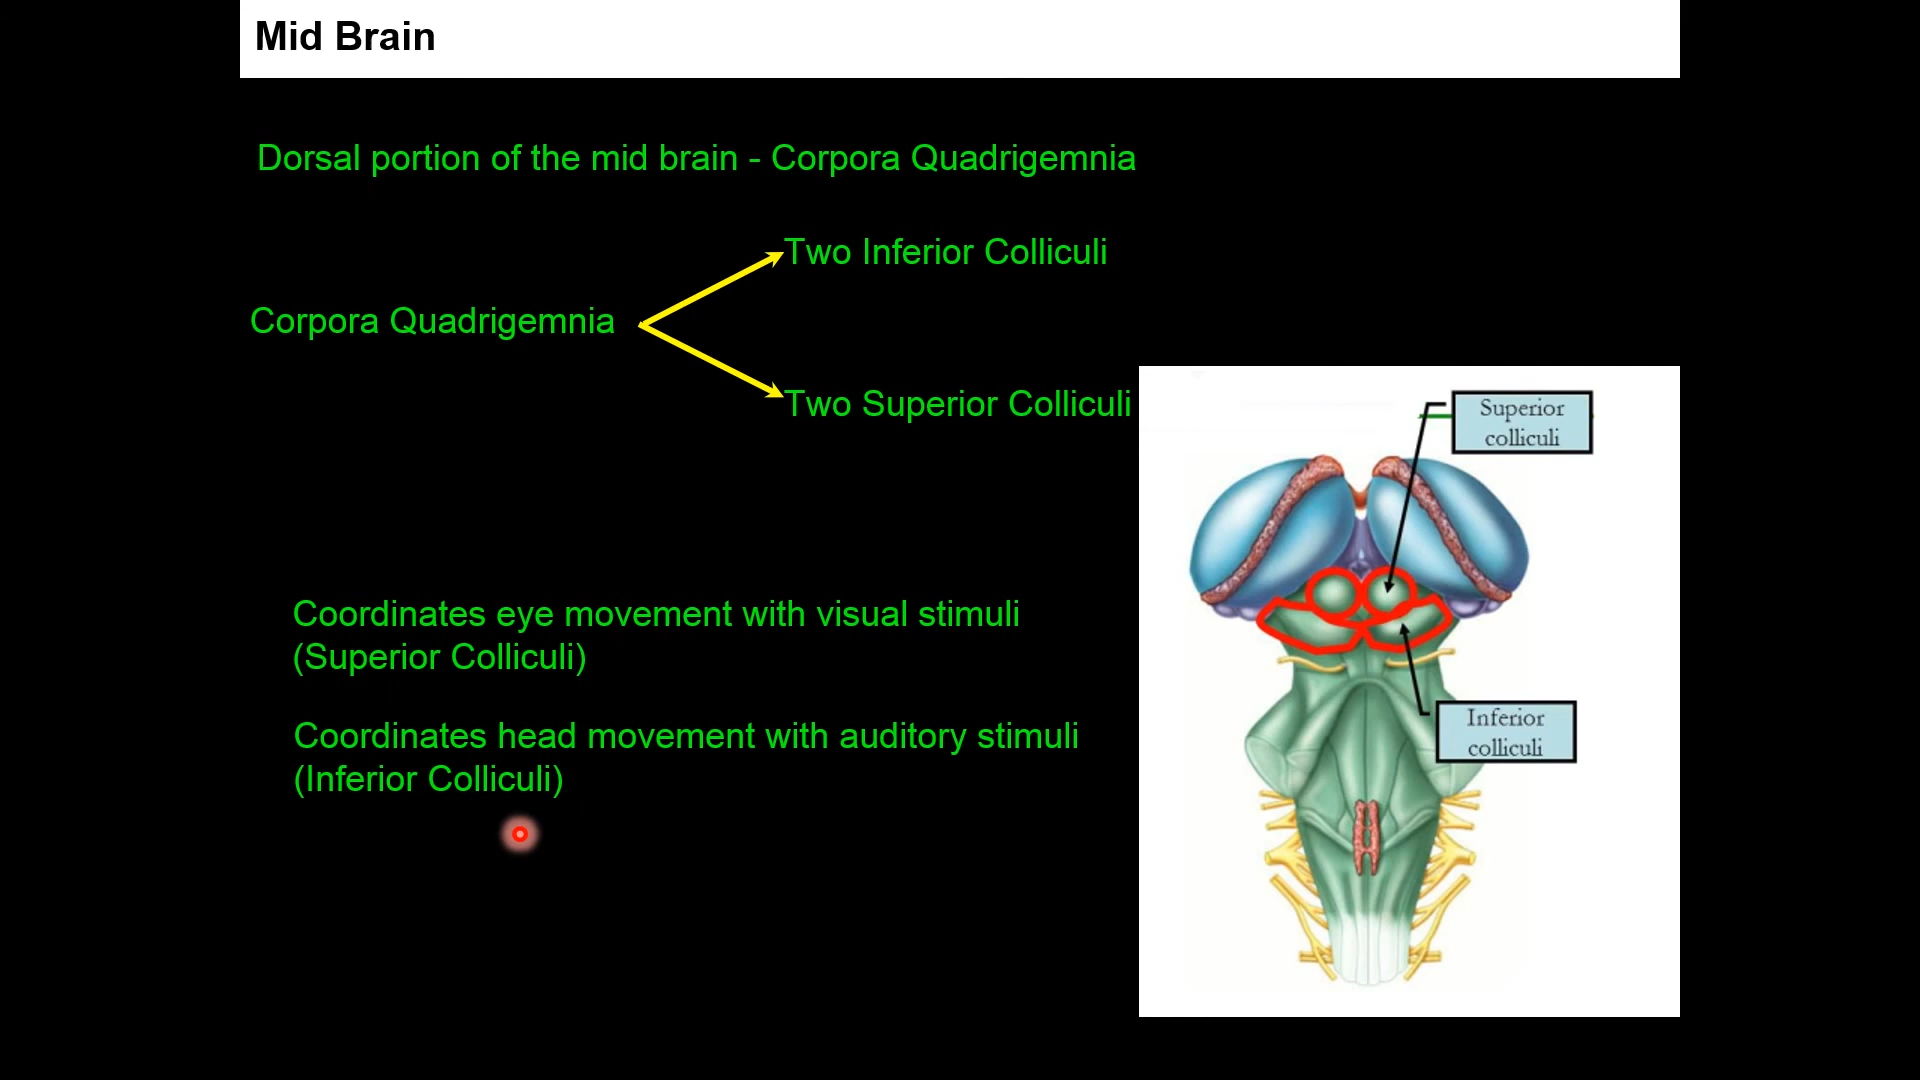 Mid Brain
Dorsal portion of the mid brain - Corpora Quadrigemnia
Two Inferior Colliculi
Corpora Quadrigemnia
Two Superior Colliculi
Superior
colliculi
Coordinates eye movement with visual stimuli
(Superior Colliculi)
Coordinates head movement with auditory stimuli
(Inferior Colliculi)
Inferior
colliculi